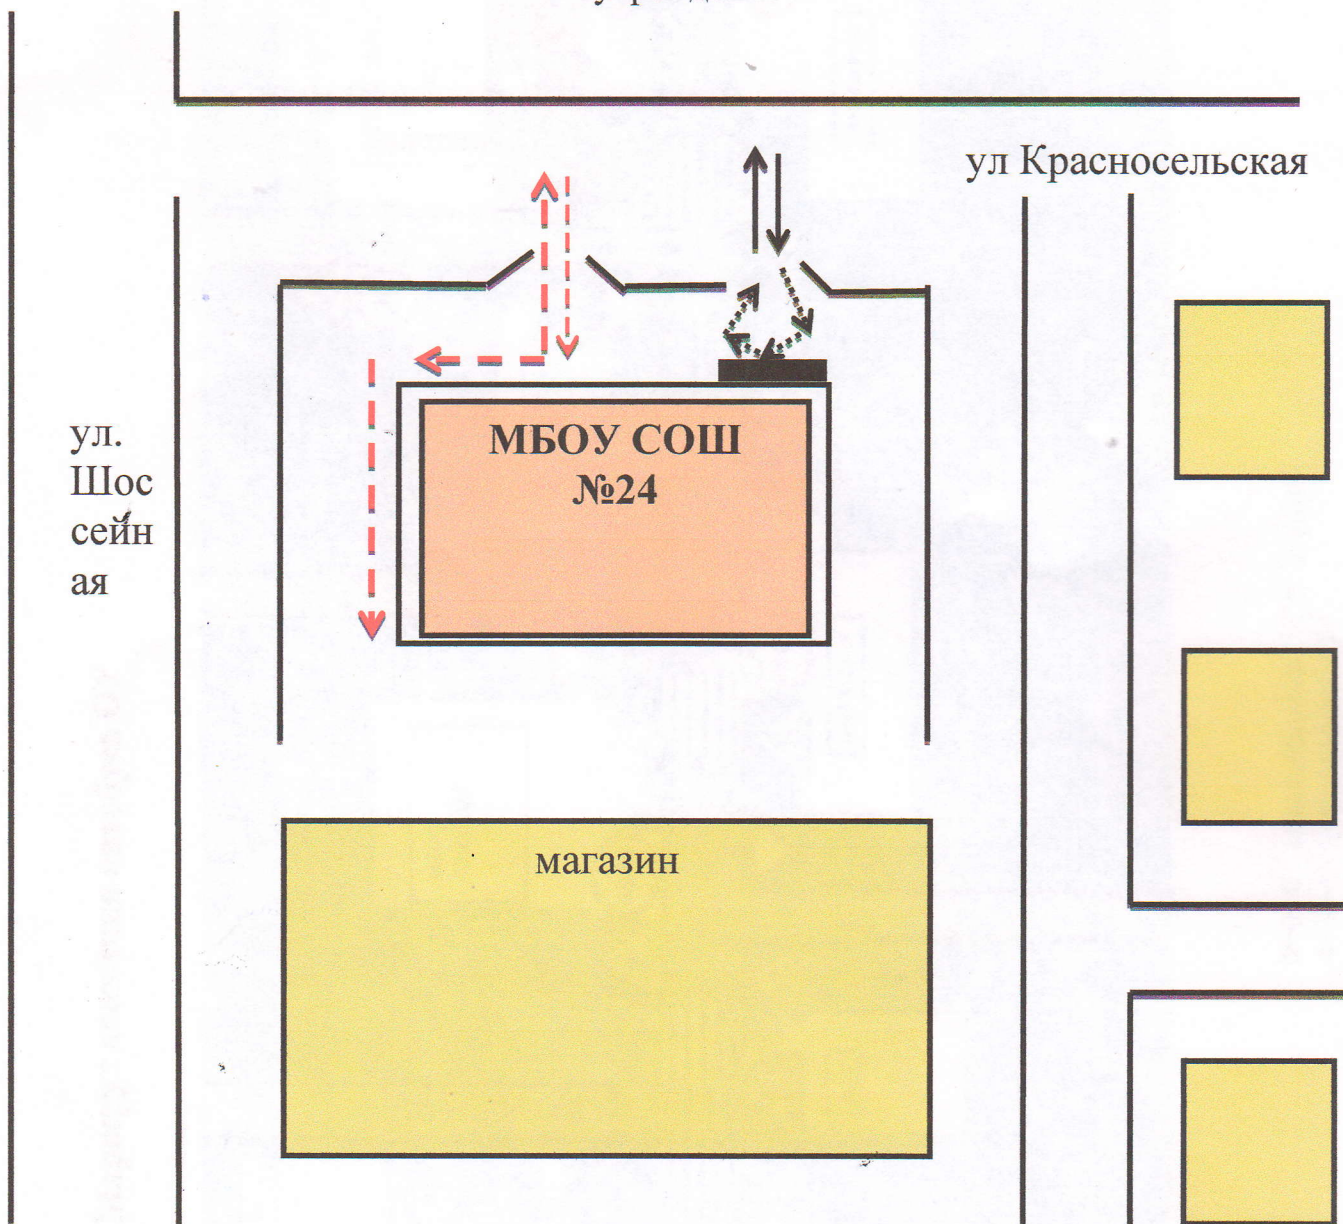 ул Красносельская
МБОУ СОШ
№24
ул.
Шос
сейн
ая
магазин